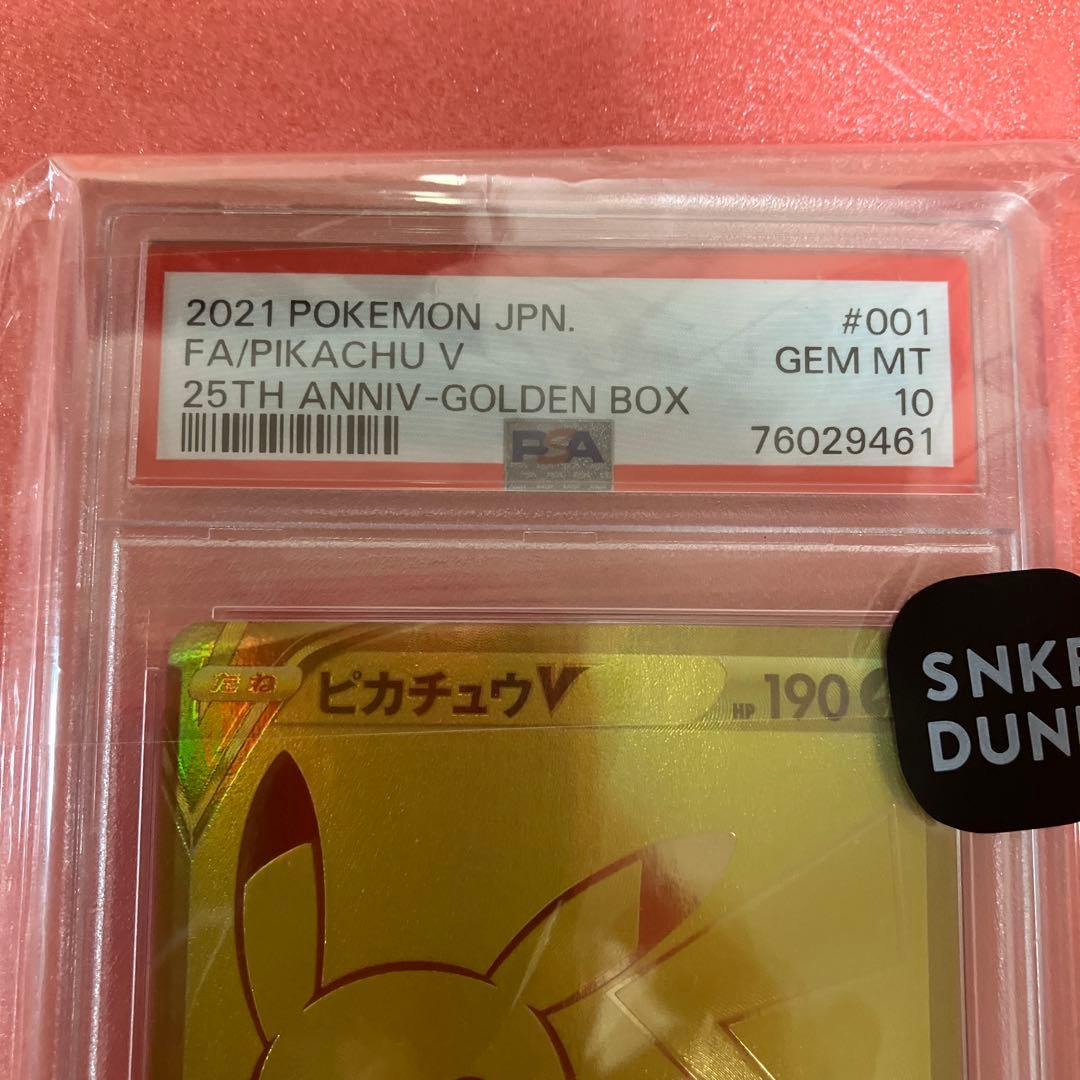 2021 POKEMON JPN. #001
FA/PIKACHU V GEM MT
25TH ANNIV-GOLDEN BOX 10
PSA 76029461
たね ピカチュウV HP 190